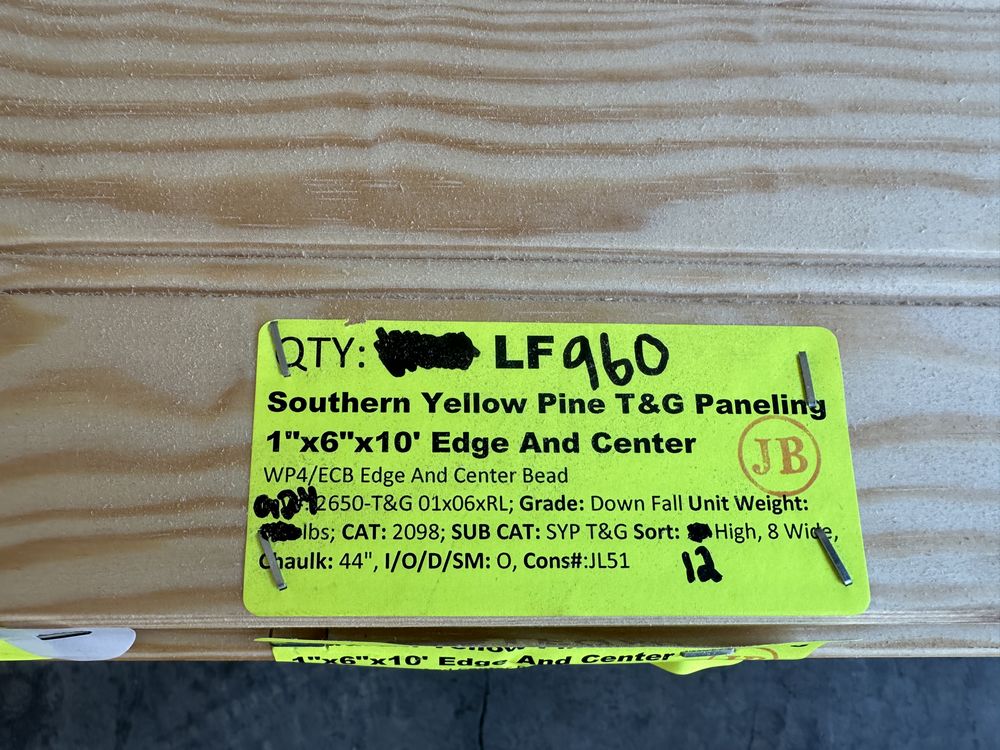 QTY: LF 960
Southern Yellow Pine T&G Paneling
1"x6"x10' Edge And Center
JB
WP4/ECB Edge And Center Bead
2650-T&G 01x06xRL; Grade: Down Fall Unit Weight:
lbs; CAT: 2098; SUB CAT: SYP T&G Sort: High, 8 Wide,
12
Chaulk: 44", I/O/D/SM: O, Cons#:JL51
1"x6"x10' Edge And Center